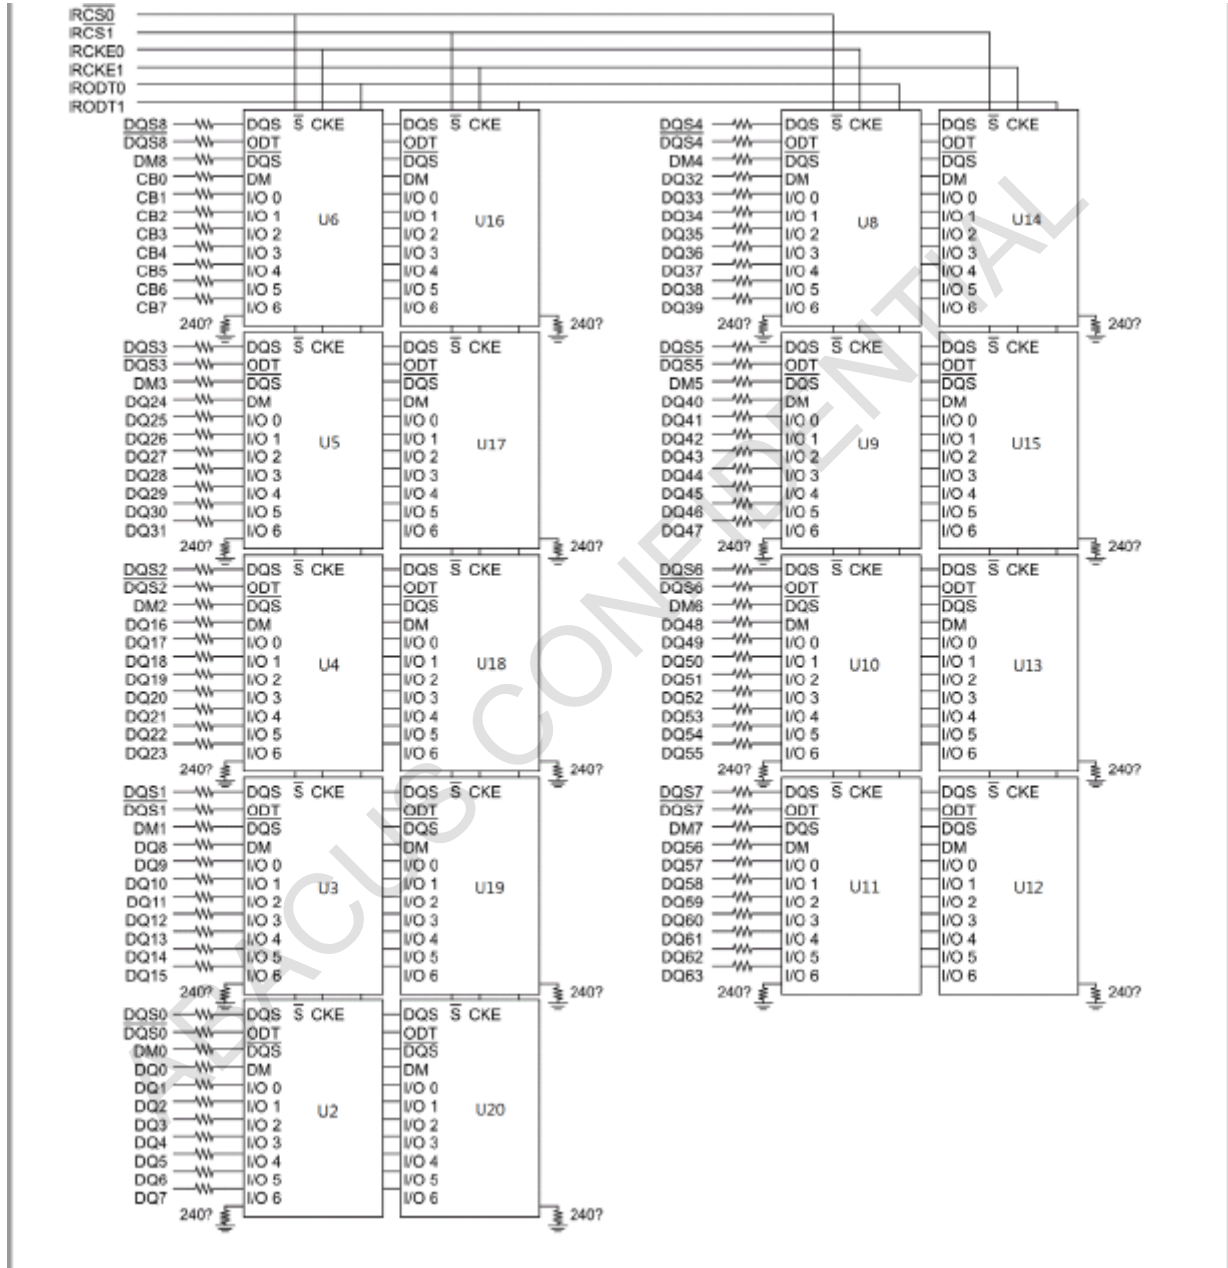 IRCS0
IRCS1
IRCKE0
IRCKE1
IRODT0
IRODT1
DQS8 DQS S CKE DQS S CKE DQS4 DQS S CKE DQS S CKE
DQS8 ODT ODT DQS4 ODT ODT
DM8 DQS DQS DM4 DQS DQS
CB0 DM DM DQ32 DM DM
CB1 I/O 0 I/O 0 DQ33 I/O 0 I/O 0
CB2 I/O 1 U6 I/O 1 U16 DQ34 I/O 1 U8 I/O 1 U14
CB3 I/O 2 I/O 2 DQ35 I/O 2 I/O 2
CB4 I/O 3 I/O 3 DQ36 I/O 3 I/O 3
CB5 I/O 4 I/O 4 DQ37 I/O 4 I/O 4
CB6 I/O 5 I/O 5 DQ38 I/O 5 I/O 5
CB7 I/O 6 I/O 6 DQ39 I/O 6 I/O 6
240? 240? 240? 240?
DQS3 DQS S CKE DQS S CKE DQS5 DQS S CKE DQS S CKE
DQS3 ODT ODT DQS5 ODT ODT
DM3 DQS DQS DM5 DQS DQS
DQ24 DM DM DQ40 DM DM
DQ25 I/O 0 I/O 0 DQ41 I/O 0 I/O 0
DQ26 I/O 1 U5 I/O 1 U17 DQ42 I/O 1 U9 I/O 1 U15
DQ27 I/O 2 I/O 2 DQ43 I/O 2 I/O 2
DQ28 I/O 3 I/O 3 DQ44 I/O 3 I/O 3
DQ29 I/O 4 I/O 4 DQ45 I/O 4 I/O 4
DQ30 I/O 5 I/O 5 DQ46 I/O 5 I/O 5
DQ31 I/O 6 I/O 6 DQ47 I/O 6 I/O 6
240? 240? 240? 240?
DQS2 DQS S CKE DQS S CKE DQS6 DQS S CKE DQS S CKE
DQS2 ODT ODT DQS6 ODT ODT
DM2 DQS DQS DM6 DQS DQS
DQ16 DM DM DQ48 DM DM
DQ17 I/O 0 I/O 0 DQ49 I/O 0 I/O 0
DQ18 I/O 1 U4 I/O 1 U18 DQ50 I/O 1 U10 I/O 1 U13
DQ19 I/O 2 I/O 2 DQ51 I/O 2 I/O 2
DQ20 I/O 3 I/O 3 DQ52 I/O 3 I/O 3
DQ21 I/O 4 I/O 4 DQ53 I/O 4 I/O 4
DQ22 I/O 5 I/O 5 DQ54 I/O 5 I/O 5
DQ23 I/O 6 I/O 6 DQ55 I/O 6 I/O 6
240? 240? 240? 240?
DQS1 DQS S CKE DQS S CKE DQS7 DQS S CKE DQS S CKE
DQS1 ODT ODT DQS7 ODT ODT
DM1 DQS DQS DM7 DQS DQS
DQ8 DM DM DQ56 DM DM
DQ9 I/O 0 I/O 0 DQ57 I/O 0 I/O 0
DQ10 I/O 1 U3 I/O 1 U19 DQ58 I/O 1 U11 I/O 1 U12
DQ11 I/O 2 I/O 2 DQ59 I/O 2 I/O 2
DQ12 I/O 3 I/O 3 DQ60 I/O 3 I/O 3
DQ13 I/O 4 I/O 4 DQ61 I/O 4 I/O 4
DQ14 I/O 5 I/O 5 DQ62 I/O 5 I/O 5
DQ15 I/O 6 I/O 6 DQ63 I/O 6 I/O 6
240? 240? 240? 240?
DQS0 DQS S CKE DQS S CKE
DQS0 ODT ODT
DM0 DQS DQS
DQ0 DM DM
DQ1 I/O 0 I/O 0
DQ2 I/O 1 U2 I/O 1 U20
DQ3 I/O 2 I/O 2
DQ4 I/O 3 I/O 3
DQ5 I/O 4 I/O 4
DQ6 I/O 5 I/O 5
DQ7 I/O 6 I/O 6
240? 240?
ABACUS CONFIDENTIAL